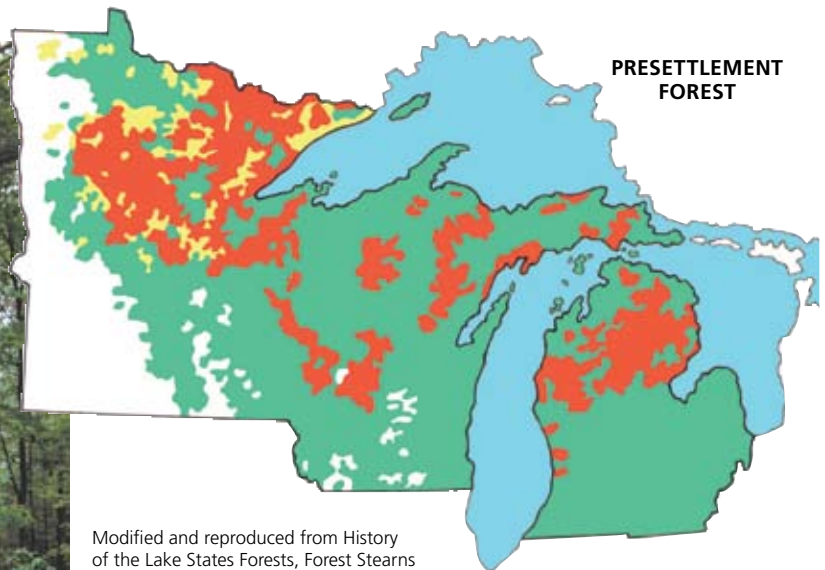 PRESETTLEMENT
FOREST
Modified and reproduced from History
of the Lake States Forests, Forest Stearns